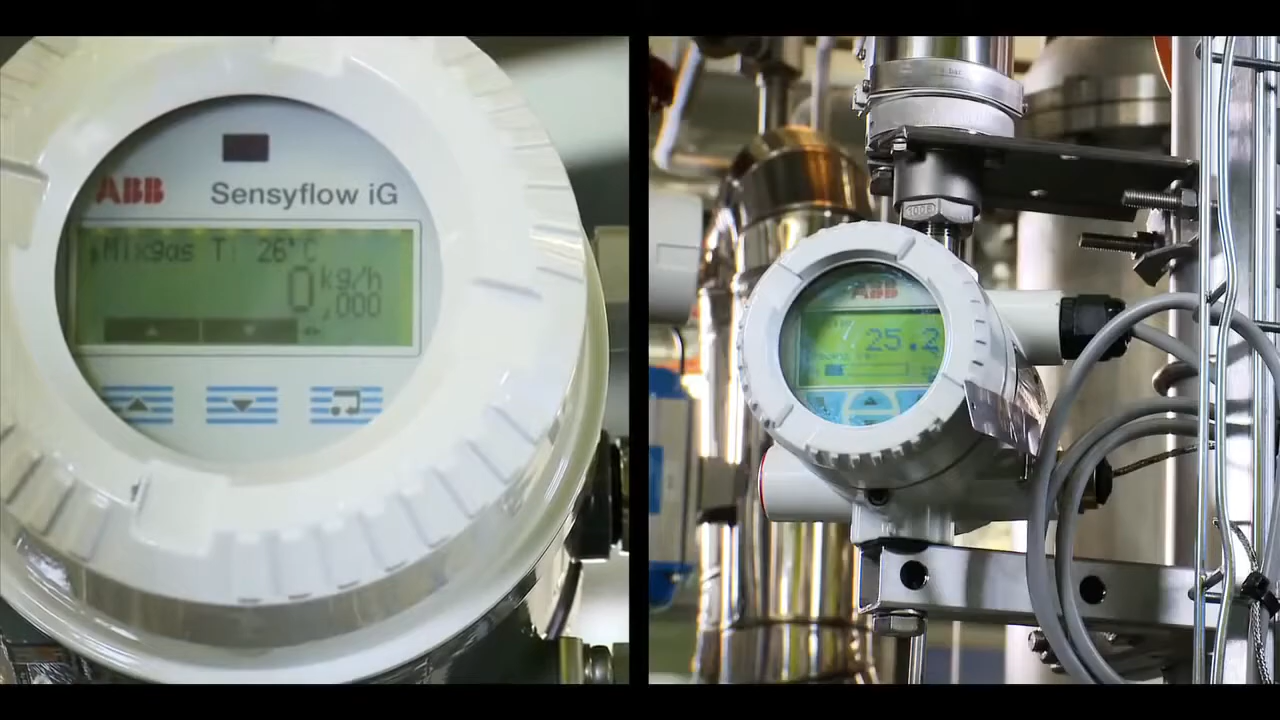 ABB
Sensyflow iG
Mixgas T: 26°C
0 kg/h
,000
ABB
25.2